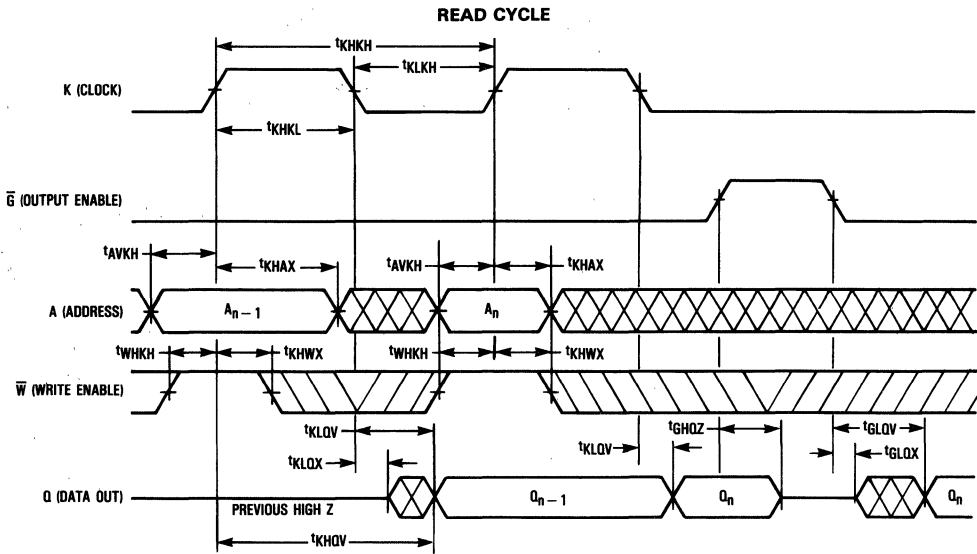 READ CYCLE
tKHKH
tKLKH
K (CLOCK)
tKHKL
G̅ (OUTPUT ENABLE)
tAVKH
tKHAX
tAVKH
tKHAX
A (ADDRESS)
An − 1
An
tWHKH
tKHWX
tWHKH
tKHWX
W̅ (WRITE ENABLE)
tKLQV
tGHQZ
tGLQV
tKLQX
tKLQV
tGLQX
Q (DATA OUT)
PREVIOUS HIGH Z
Qn − 1
Qn
Qn
tKHQV